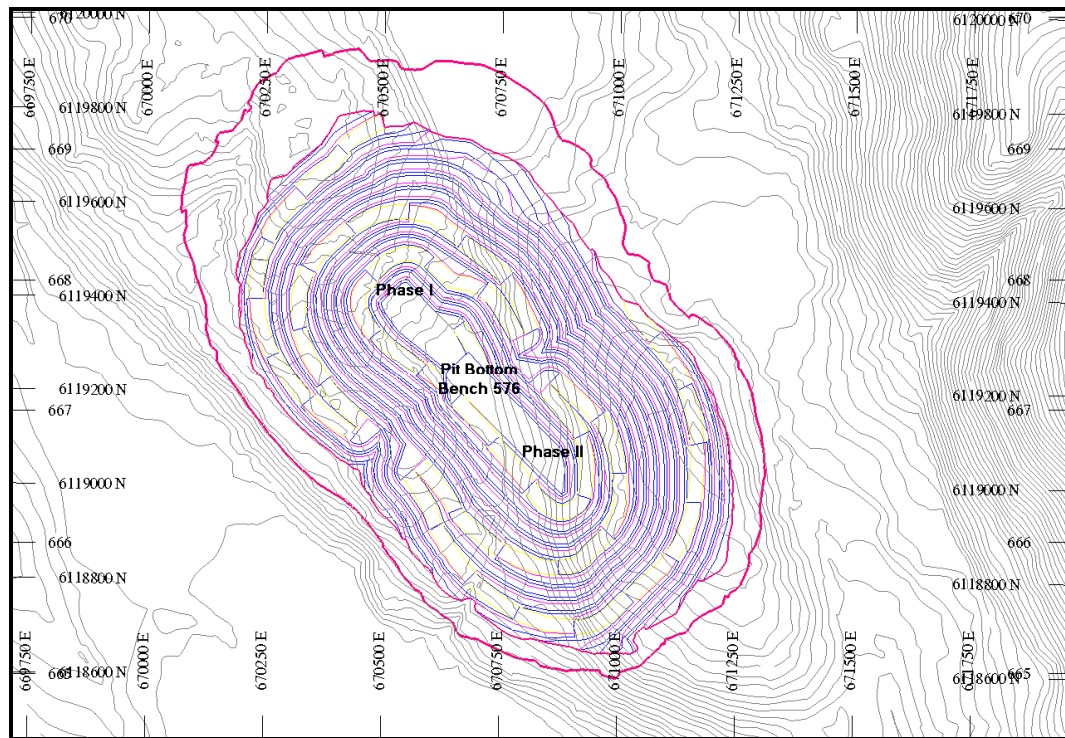 670
6120000 N
6120000 N
670
669750 E
670000 E
670250 E
670500 E
670750 E
671000 E
671250 E
671500 E
671750 E
6119800 N
6119800 N
669
669
6119600 N
6119600 N
668
668
6119400 N
6119400 N
Phase I
Pit Bottom
Bench 576
6119200 N
6119200 N
667
667
Phase II
6119000 N
6119000 N
666
666
6118800 N
6118800 N
665
6118600 N
6118600 N
665
669750 E
670000 E
670250 E
670500 E
670750 E
671000 E
671250 E
671500 E
671750 E